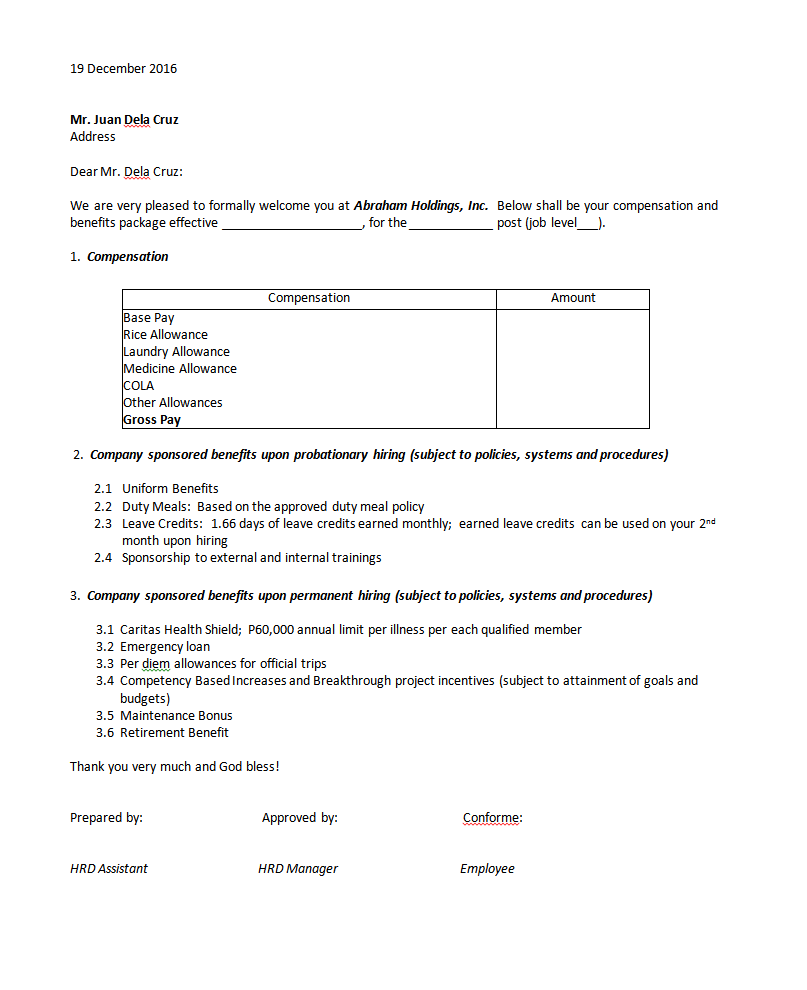 19 December 2016
Mr. Juan Dela Cruz
Address
Dear Mr. Dela Cruz:
We are very pleased to formally welcome you at Abraham Holdings, Inc. Below shall be your compensation and
benefits package effective ____________________, for the ____________ post (job level___).
1. Compensation
Compensation Amount
Base Pay
Rice Allowance
Laundry Allowance
Medicine Allowance
COLA
Other Allowances
Gross Pay
2. Company sponsored benefits upon probationary hiring (subject to policies, systems and procedures)
2.1 Uniform Benefits
2.2 Duty Meals: Based on the approved duty meal policy
2.3 Leave Credits: 1.66 days of leave credits earned monthly; earned leave credits can be used on your 2nd
month upon hiring
2.4 Sponsorship to external and internal trainings
3. Company sponsored benefits upon permanent hiring (subject to policies, systems and procedures)
3.1 Caritas Health Shield; P60,000 annual limit per illness per each qualified member
3.2 Emergency loan
3.3 Per diem allowances for official trips
3.4 Competency Based Increases and Breakthrough project incentives (subject to attainment of goals and
budgets)
3.5 Maintenance Bonus
3.6 Retirement Benefit
Thank you very much and God bless!
Prepared by: Approved by: Conforme:
HRD Assistant HRD Manager Employee